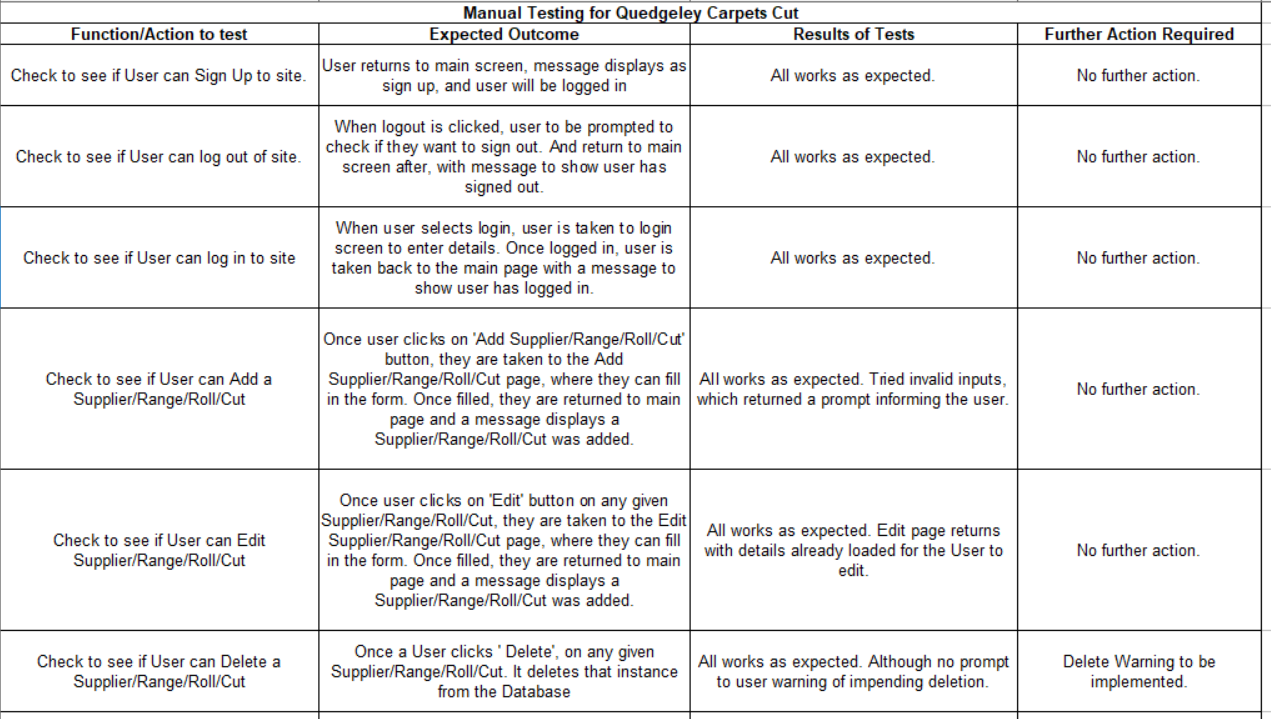 Manual Testing for Quedgeley Carpets Cut
Function/Action to test
Expected Outcome
Results of Tests
Further Action Required
Check to see if User can Sign Up to site.
User returns to main screen, message displays as
sign up, and user will be logged in
All works as expected.
No further action.
Check to see if User can log out of site.
When logout is clicked, user to be prompted to
check if they want to sign out. And return to main
screen after, with message to show user has
signed out.
All works as expected.
No further action.
Check to see if User can log in to site
When user selects login, user is taken to login
screen to enter details. Once logged in, user is
taken back to the main page with a message to
show user has logged in.
All works as expected.
No further action.
Check to see if User can Add a
Supplier/Range/Roll/Cut
Once user clicks on 'Add Supplier/Range/Roll/Cut'
button, they are taken to the Add
Supplier/Range/Roll/Cut page, where they can fill
in the form. Once filled, they are returned to main
page and a message displays a
Supplier/Range/Roll/Cut was added.
All works as expected. Tried invalid inputs,
which returned a prompt informing the user.
No further action.
Check to see if User can Edit
Supplier/Range/Roll/Cut
Once user clicks on 'Edit' button on any given
Supplier/Range/Roll/Cut, they are taken to the Edit
Supplier/Range/Roll/Cut page, where they can fill
in the form. Once filled, they are returned to main
page and a message displays a
Supplier/Range/Roll/Cut was added.
All works as expected. Edit page returns
with details already loaded for the User to
edit.
No further action.
Check to see if User can Delete a
Supplier/Range/Roll/Cut
Once a User clicks ' Delete', on any given
Supplier/Range/Roll/Cut. It deletes that instance
from the Database
All works as expected. Although no prompt
to user warning of impending deletion.
Delete Warning to be
implemented.